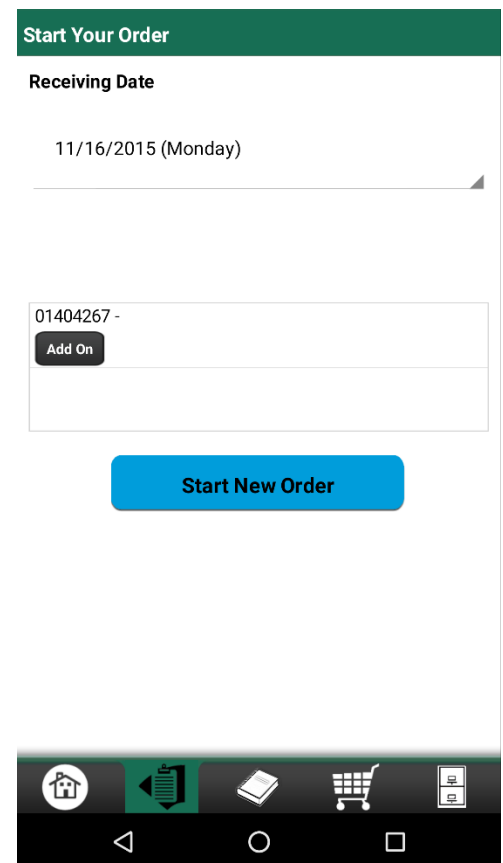 Start Your Order
Receiving Date
11/16/2015 (Monday)
01404267 -
Add On
Start New Order